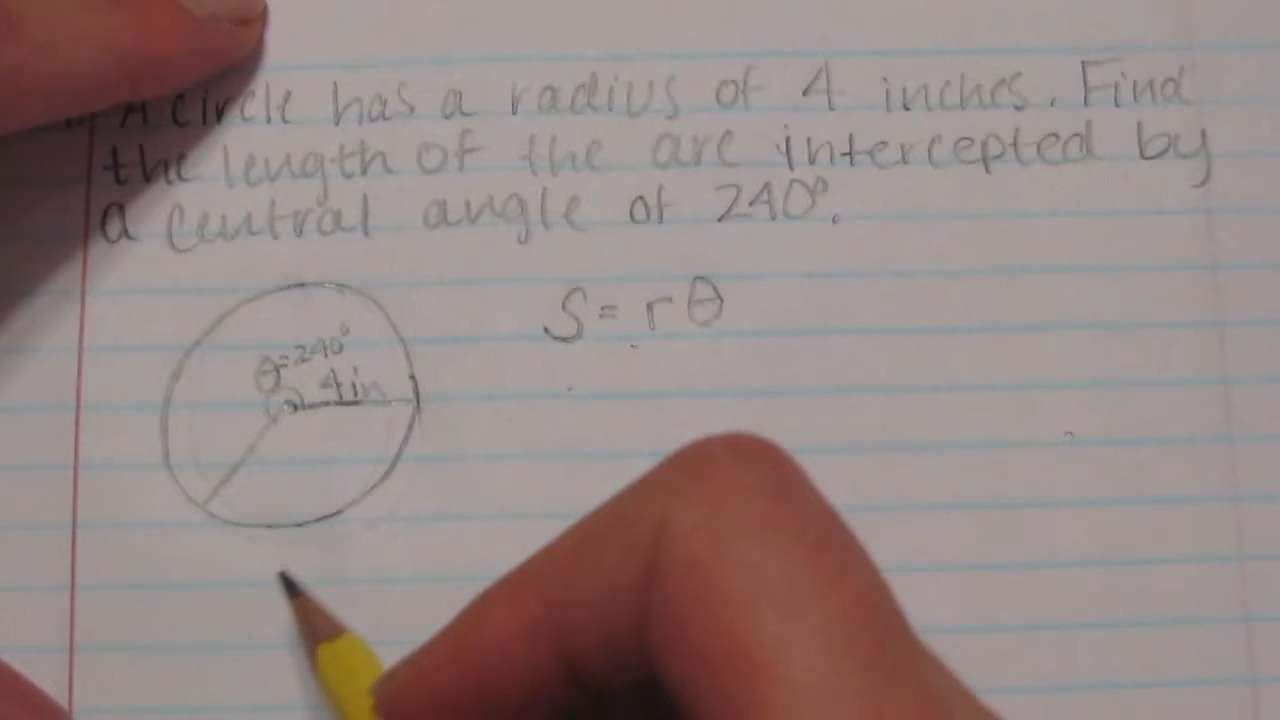 A circle has a radius of 4 inches. Find
the length of the arc intercepted by
a central angle of 240°.
S = rθ
θ=240°
4in